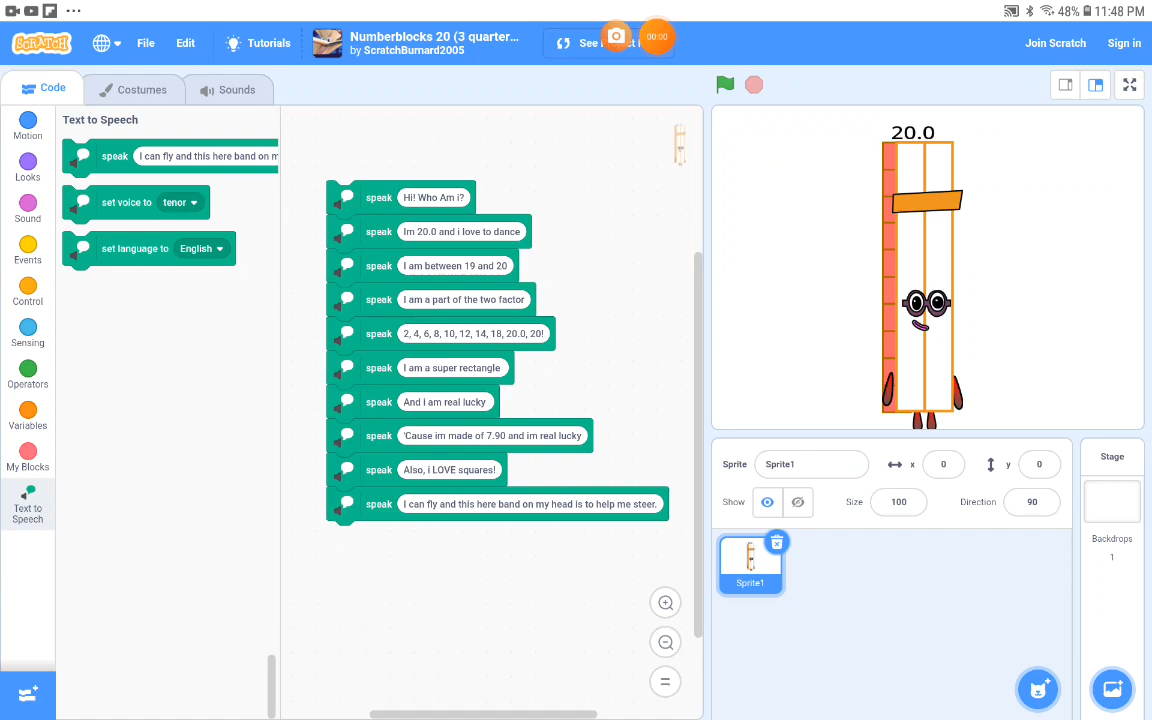 48% 11:48 PM
SCRATCH File Edit Tutorials Numberblocks 20 (3 quarter... Join Scratch Sign in
by ScratchBurnard2005
00:00
Code Costumes Sounds
Motion
Looks
Sound
Events
Control
Sensing
Operators
Variables
My Blocks
Text to
Speech
Text to Speech
speak I can fly and this here band on m
set voice to tenor
set language to English
speak Hi! Who Am i?
speak Im 20.0 and i love to dance
speak I am between 19 and 20
speak I am a part of the two factor
speak 2, 4, 6, 8, 10, 12, 14, 18, 20.0, 20!
speak I am a super rectangle
speak And i am real lucky
speak 'Cause im made of 7.90 and im real lucky
speak Also, i LOVE squares!
speak I can fly and this here band on my head is to help me steer.
20.0
Sprite Sprite1 x 0 y 0
Show Size 100 Direction 90
Sprite1
Stage
Backdrops
1